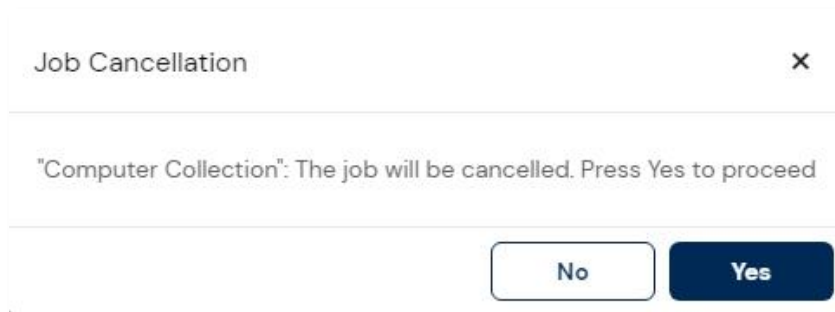 Job Cancellation ×
"Computer Collection": The job will be cancelled. Press Yes to proceed
No Yes